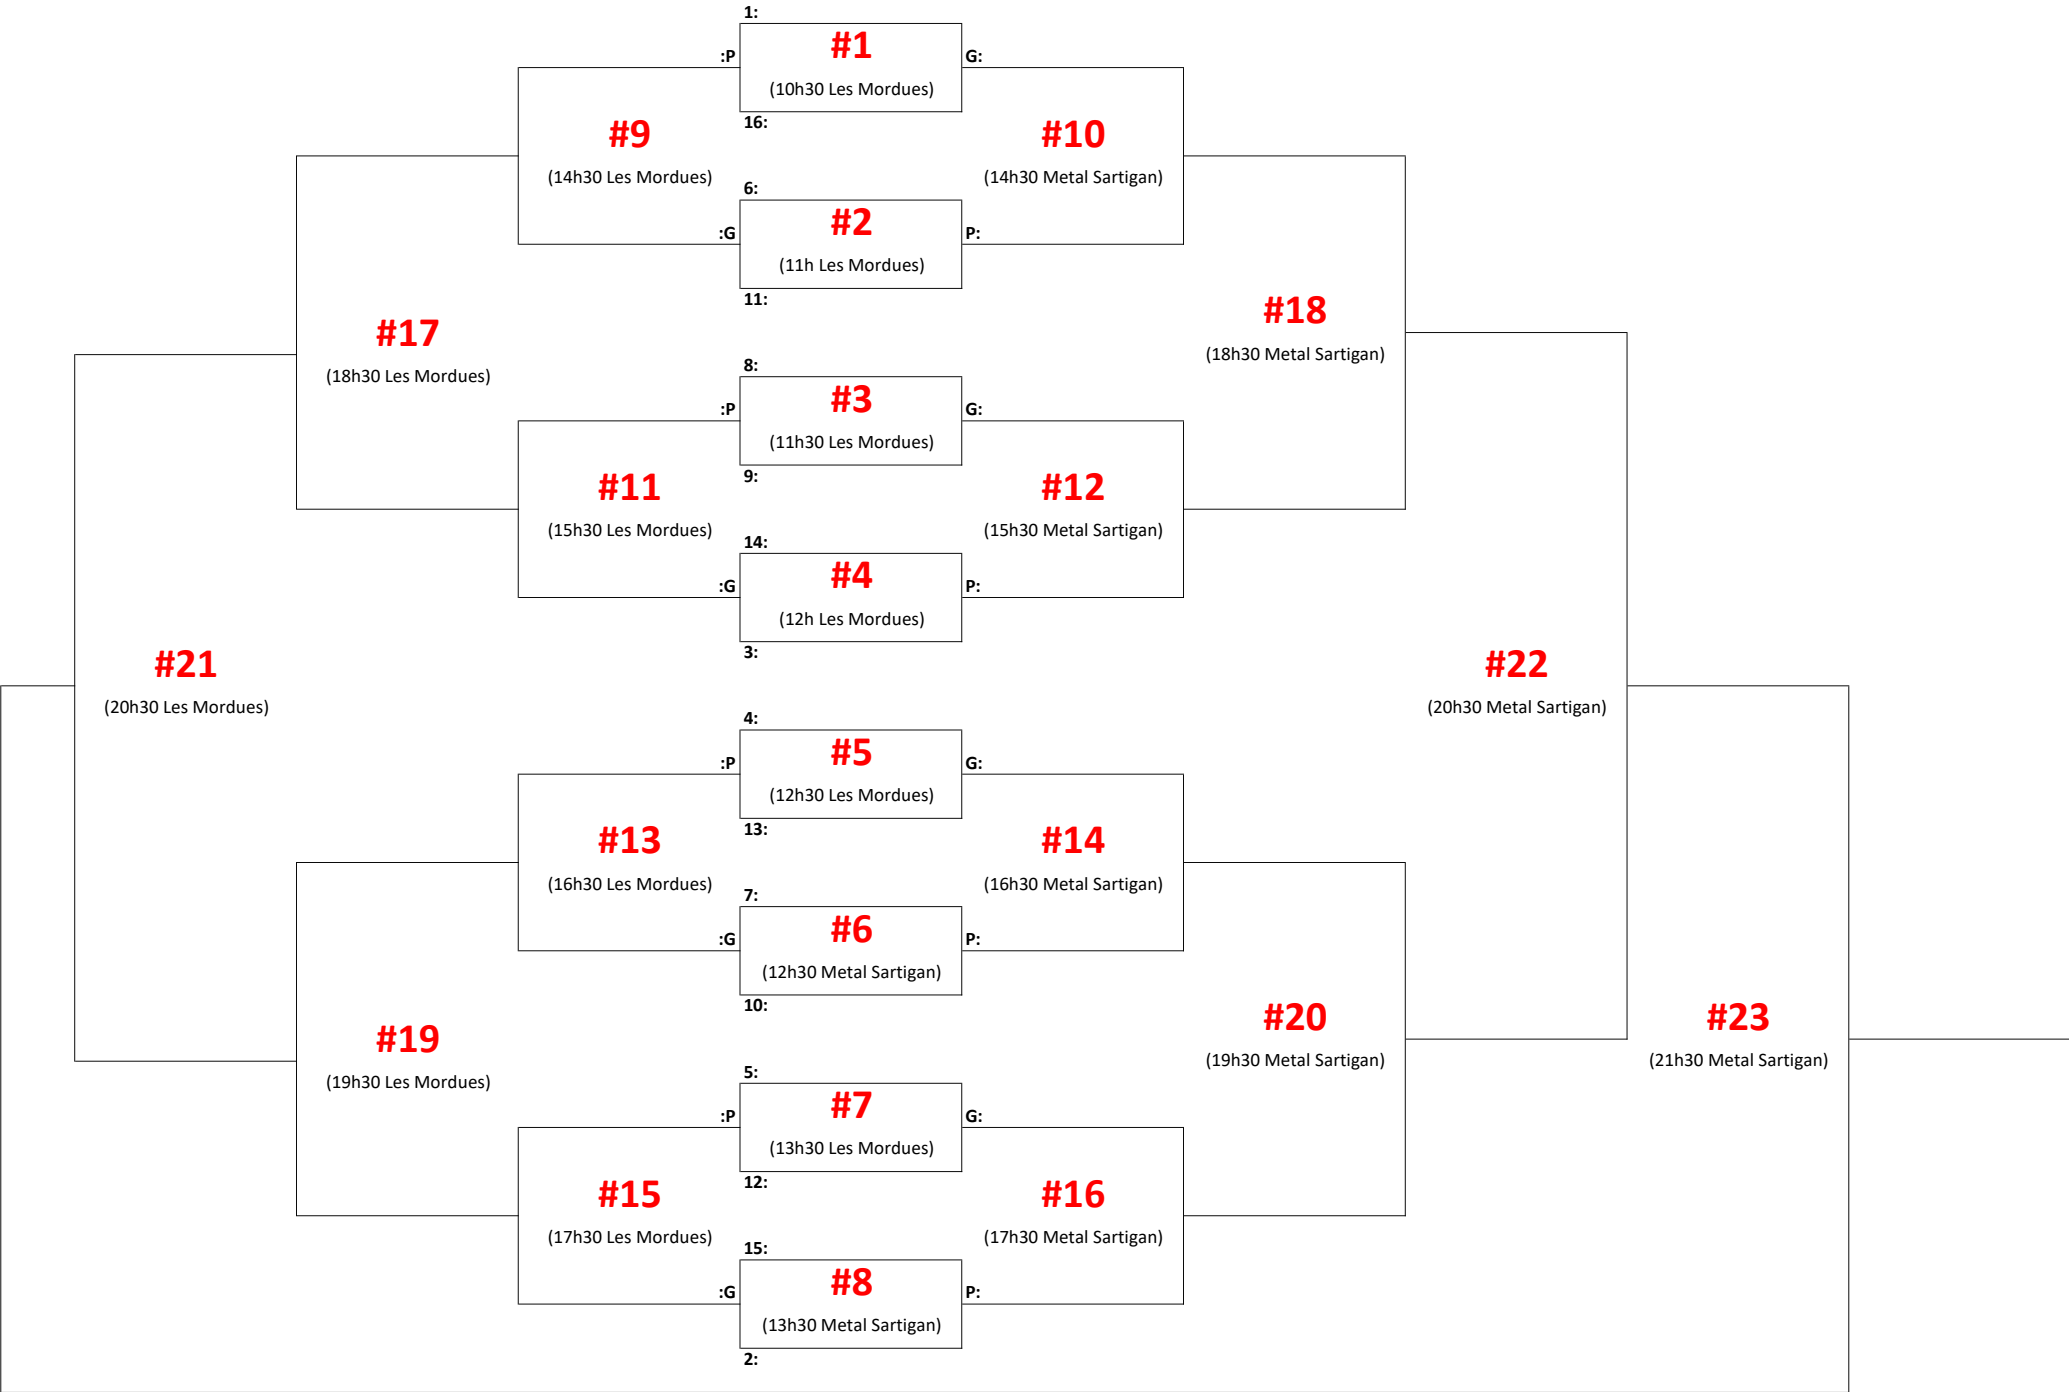 1:
#1
:P
G:
(10h30 Les Mordues)
16:
#9
#10
(14h30 Les Mordues)
(14h30 Metal Sartigan)
6:
#2
:G
P:
(11h Les Mordues)
11:
#18
#17
(18h30 Metal Sartigan)
(18h30 Les Mordues)
8:
#3
:P
G:
(11h30 Les Mordues)
9:
#11
#12
(15h30 Les Mordues)
(15h30 Metal Sartigan)
14:
#4
:G
P:
(12h Les Mordues)
3:
#21
#22
(20h30 Les Mordues)
(20h30 Metal Sartigan)
4:
#5
:P
G:
(12h30 Les Mordues)
13:
#13
#14
(16h30 Les Mordues)
(16h30 Metal Sartigan)
7:
#6
:G
P:
(12h30 Metal Sartigan)
10:
#20
#23
#19
(19h30 Metal Sartigan)
(21h30 Metal Sartigan)
(19h30 Les Mordues)
5:
#7
:P
G:
(13h30 Les Mordues)
12:
#15
#16
(17h30 Les Mordues)
(17h30 Metal Sartigan)
15:
#8
:G
P:
(13h30 Metal Sartigan)
2: